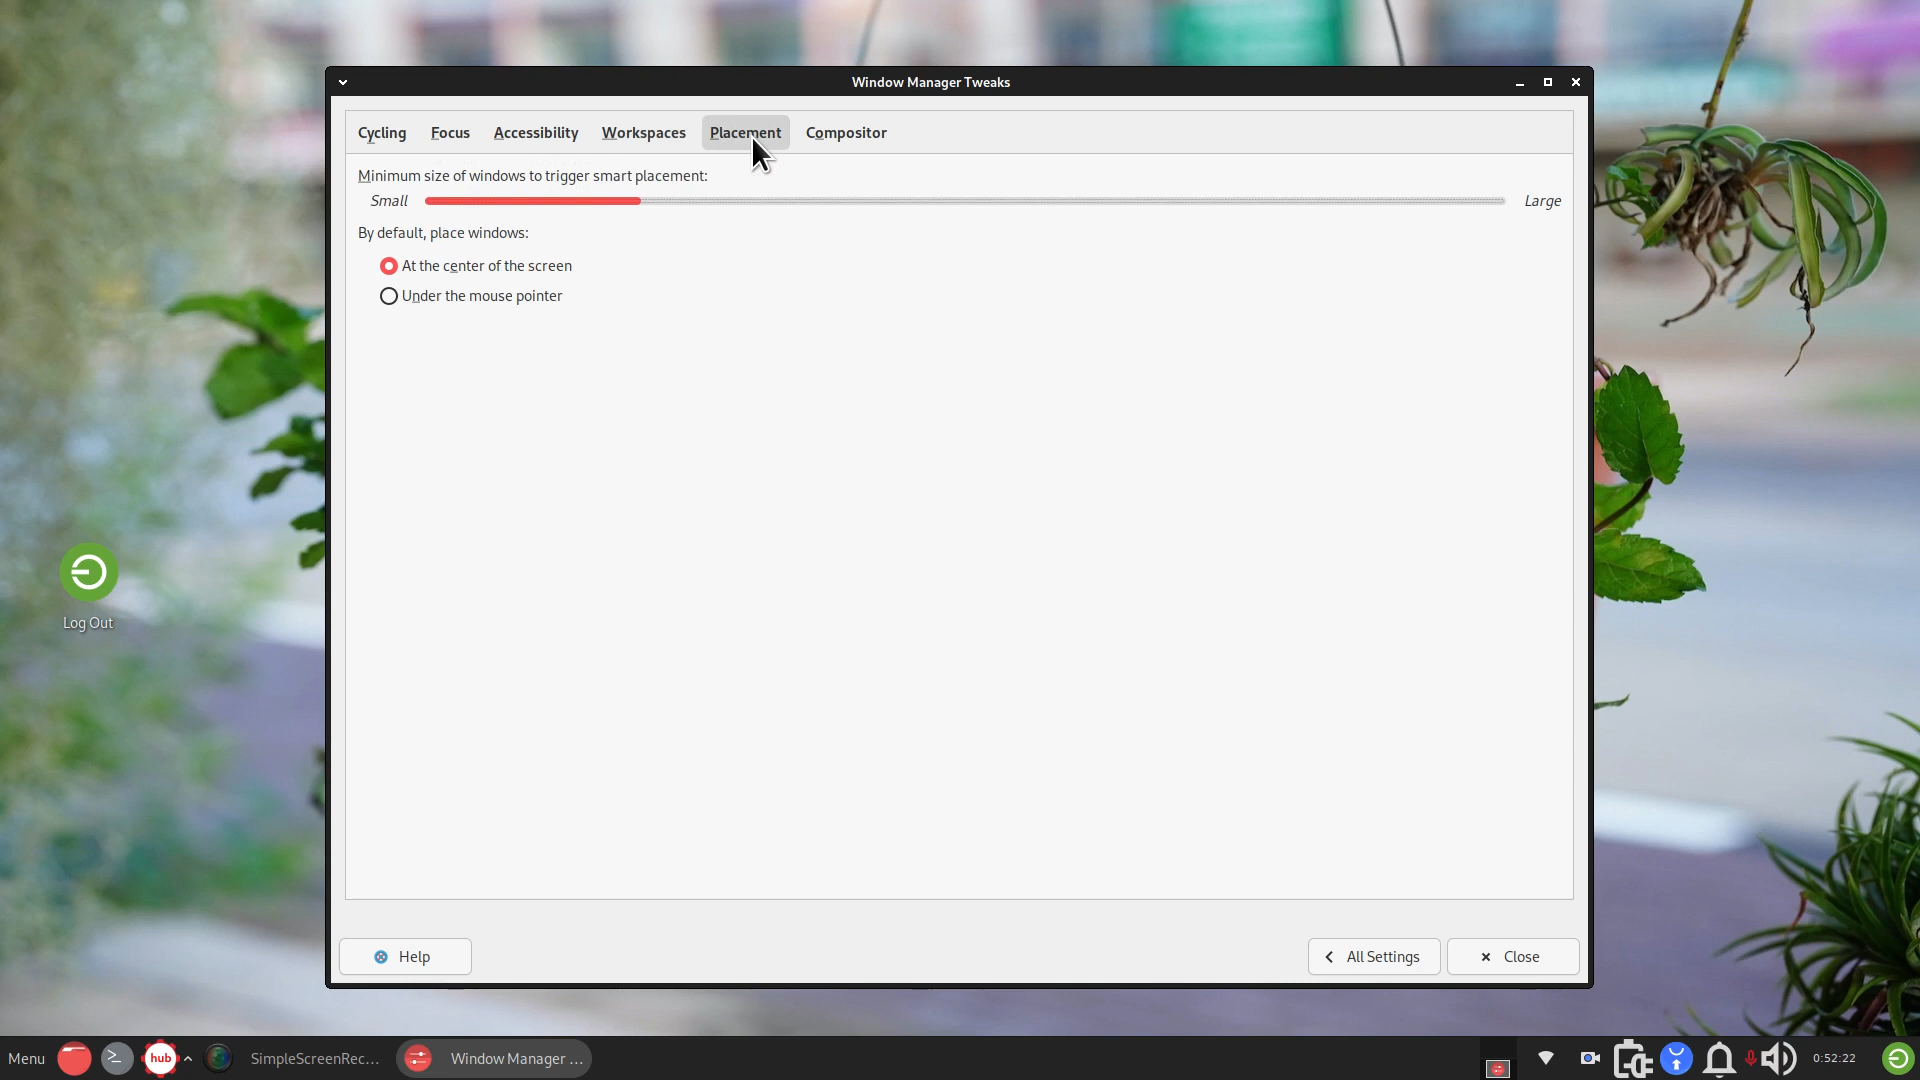 Window Manager Tweaks
Cycling Focus Accessibility Workspaces Placement Compositor
Minimum size of windows to trigger smart placement:
Small Large
By default, place windows:
At the center of the screen
Under the mouse pointer
Log Out
Help All Settings Close
Menu hub SimpleScreenRec... Window Manager ... 0:52:22